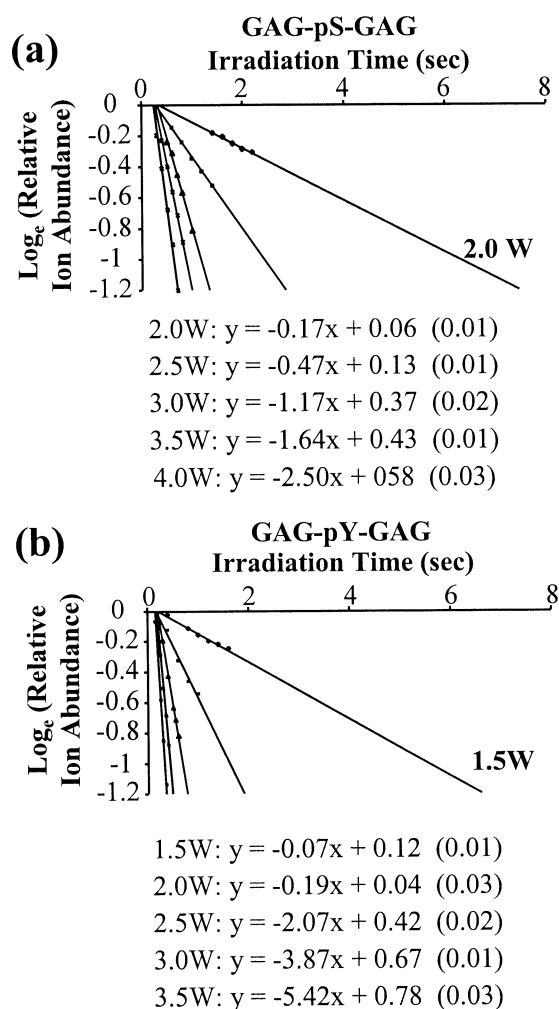 (a)
GAG-pS-GAG
Irradiation Time (sec)
0 2 4 6 8
Log<sub>e</sub> (Relative
Ion Abundance)
0
-0.2
-0.4
-0.6
-0.8
-1
-1.2
2.0 W
2.0W: y = -0.17x + 0.06 (0.01)
2.5W: y = -0.47x + 0.13 (0.01)
3.0W: y = -1.17x + 0.37 (0.02)
3.5W: y = -1.64x + 0.43 (0.01)
4.0W: y = -2.50x + 058 (0.03)
(b)
GAG-pY-GAG
Irradiation Time (sec)
0 2 4 6 8
Log<sub>e</sub> (Relative
Ion Abundance)
0
-0.2
-0.4
-0.6
-0.8
-1
-1.2
1.5W
1.5W: y = -0.07x + 0.12 (0.01)
2.0W: y = -0.19x + 0.04 (0.03)
2.5W: y = -2.07x + 0.42 (0.02)
3.0W: y = -3.87x + 0.67 (0.01)
3.5W: y = -5.42x + 0.78 (0.03)